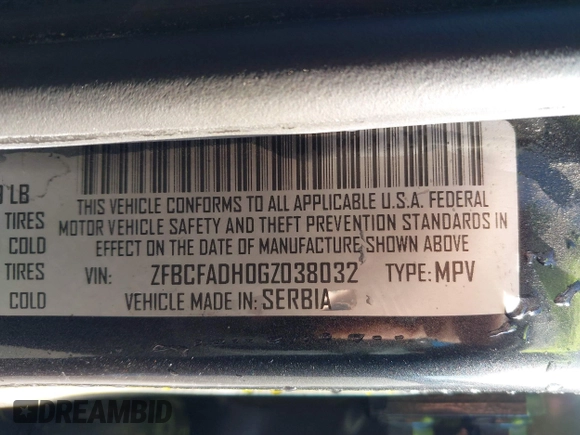 LB
TIRES
COLD
TIRES
COLD
THIS VEHICLE CONFORMS TO ALL APPLICABLE U.S.A. FEDERAL
MOTOR VEHICLE SAFETY AND THEFT PREVENTION STANDARDS IN
EFFECT ON THE DATE OF MANUFACTURE SHOWN ABOVE
VIN: ZFBCFADH0GZ038032 TYPE: MPV
VEHICLE MADE IN: SERBIA
DREAMBID